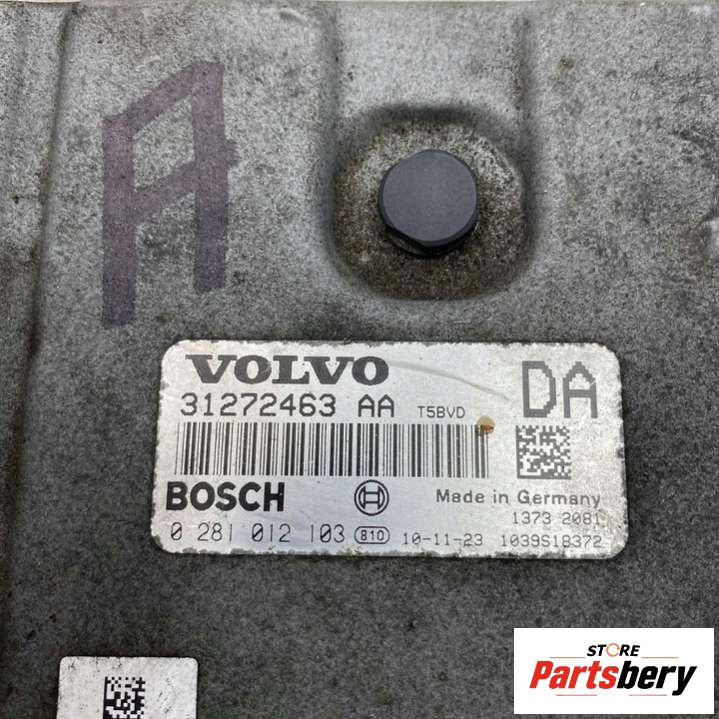 A
VOLVO
31272463 AA T5BVD DA
BOSCH Made in Germany
1373 2081
0 281 012 103 810 10-11-23 1039S18372
STORE
Partsbery